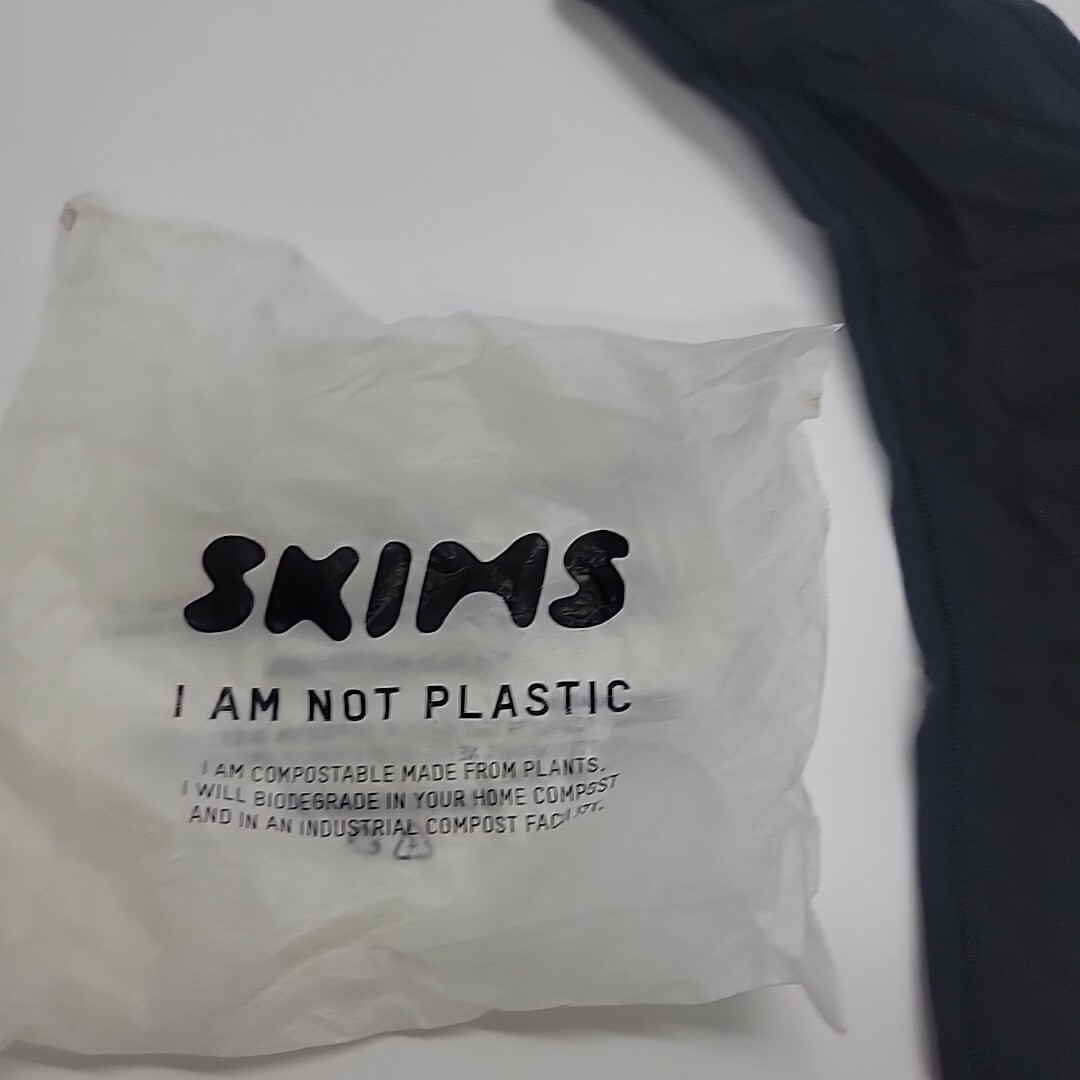 SKIMS
I AM NOT PLASTIC
I AM COMPOSTABLE MADE FROM PLANTS.
I WILL BIODEGRADE IN YOUR HOME COMPOST
AND IN AN INDUSTRIAL COMPOST FACILITY.